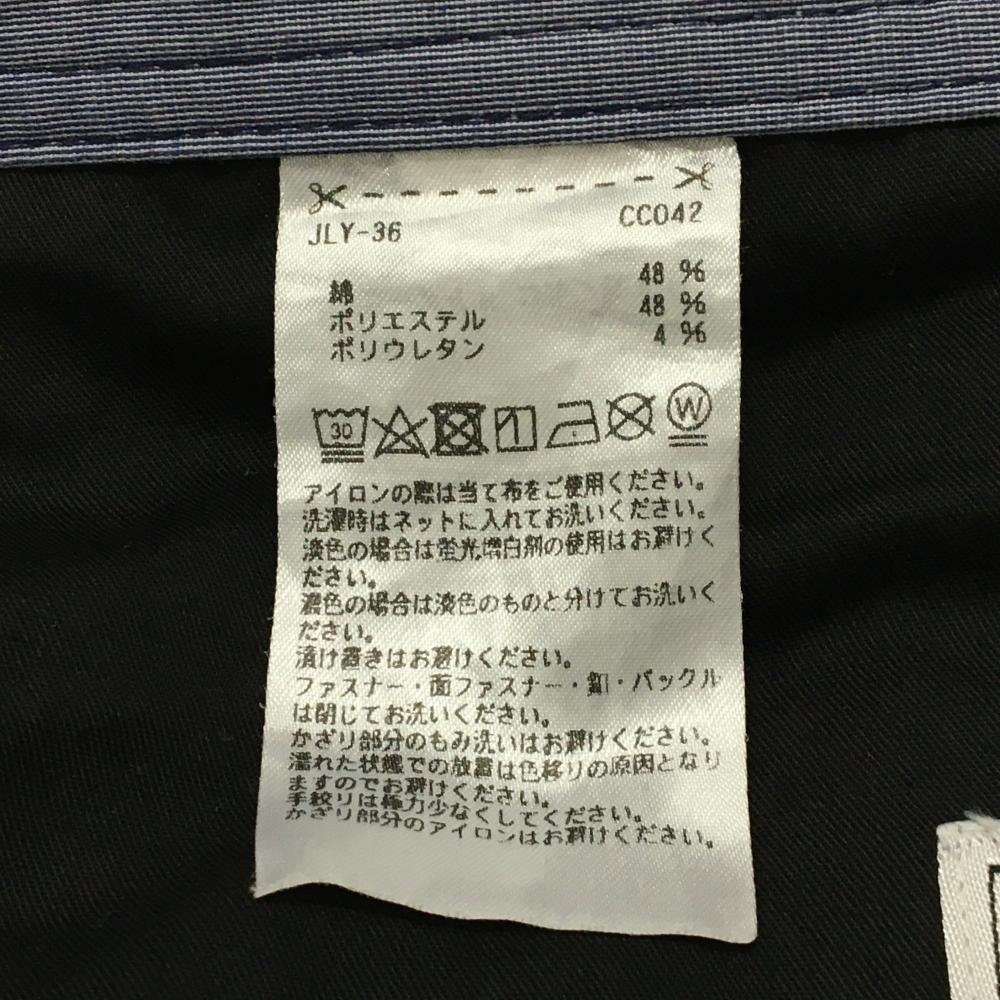 JLY-36 CC042
綿 48 %
ポリエステル 48 %
ポリウレタン 4 %
30 W
アイロンの際は当て布をご使用ください。
洗濯時はネットに入れてお洗いください。
淡色の場合は蛍光増白剤の使用はお避けく
ださい。
濃色の場合は淡色のものと分けてお洗いく
ださい。
漬け置きはお避けください。
ファスナー・面ファスナー・釦・バックル
は閉じてお洗いください。
かざり部分のもみ洗いはお避けください。
濡れた状態での放置は色移りの原因となり
ますのでお避けください。
手絞りは極力少なくしてください。
かざり部分のアイロンはお避けください。